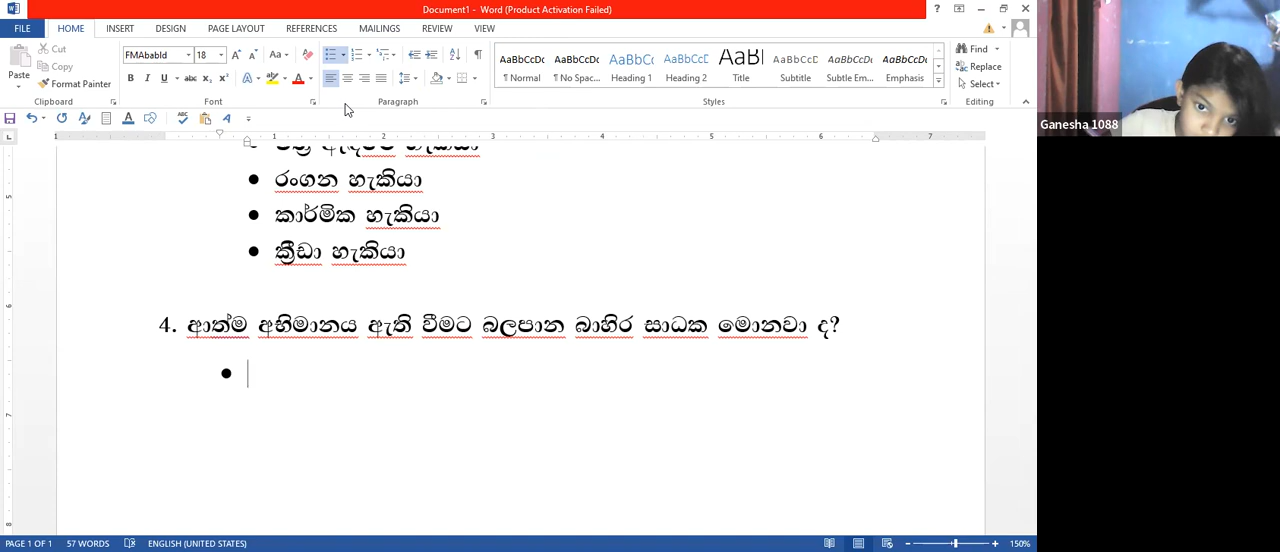 Document1 - Word (Product Activation Failed)
FILE HOME INSERT DESIGN PAGE LAYOUT REFERENCES MAILINGS REVIEW VIEW
Paste
Cut
Copy
Format Painter
FMAbabld 18
Clipboard Font Paragraph Styles Editing
AaBbCcDc AaBbCcDc AaBbCc AaBbCcD AaBbCcD AaBbCcDc AaBbCcDc
¶ Normal ¶ No Spac... Heading 1 Heading 2 Title Subtitle Subtle Em... Emphasis
Find
Replace
Select
Ganesha 1088
• රංගන හැකියා
• කාර්මික හැකියා
• ක්‍රීඩා හැකියා
4. ආත්ම අභිමානය ඇති වීමට බලපාන බාහිර සාධක මොනවා ද?
•
PAGE 1 OF 1 57 WORDS ENGLISH (UNITED STATES) 150%